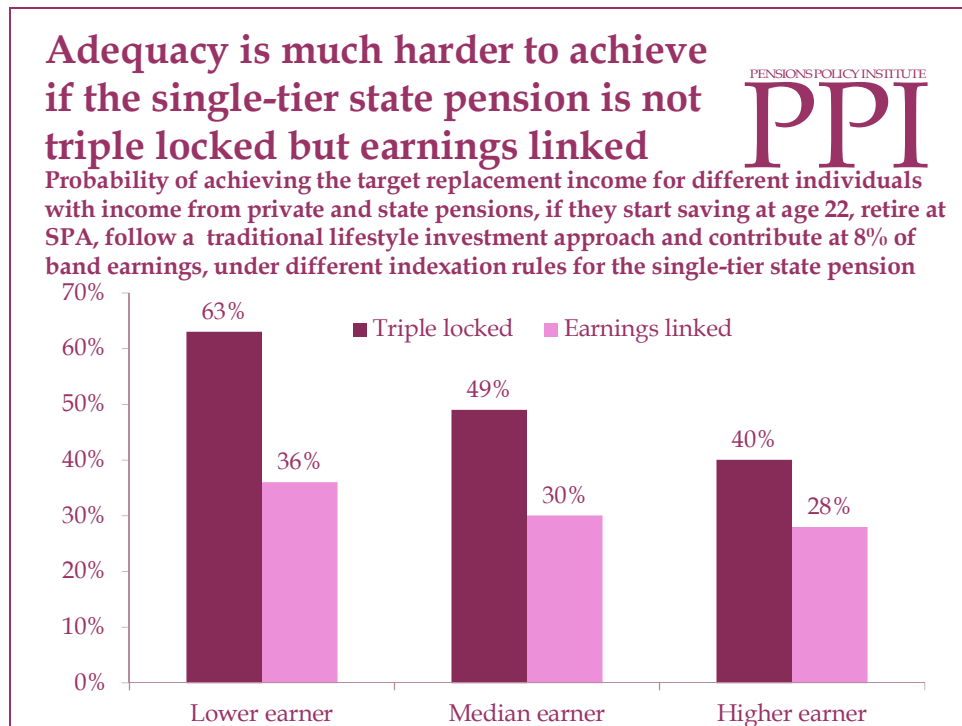 Adequacy is much harder to achieve
if the single-tier state pension is not
triple locked but earnings linked
PENSIONS POLICY INSTITUTE
PPI
Probability of achieving the target replacement income for different individuals
with income from private and state pensions, if they start saving at age 22, retire at
SPA, follow a traditional lifestyle investment approach and contribute at 8% of
band earnings, under different indexation rules for the single-tier state pension
70%
60%
50%
40%
30%
20%
10%
0%
Triple locked
Earnings linked
63%
36%
49%
30%
40%
28%
Lower earner
Median earner
Higher earner